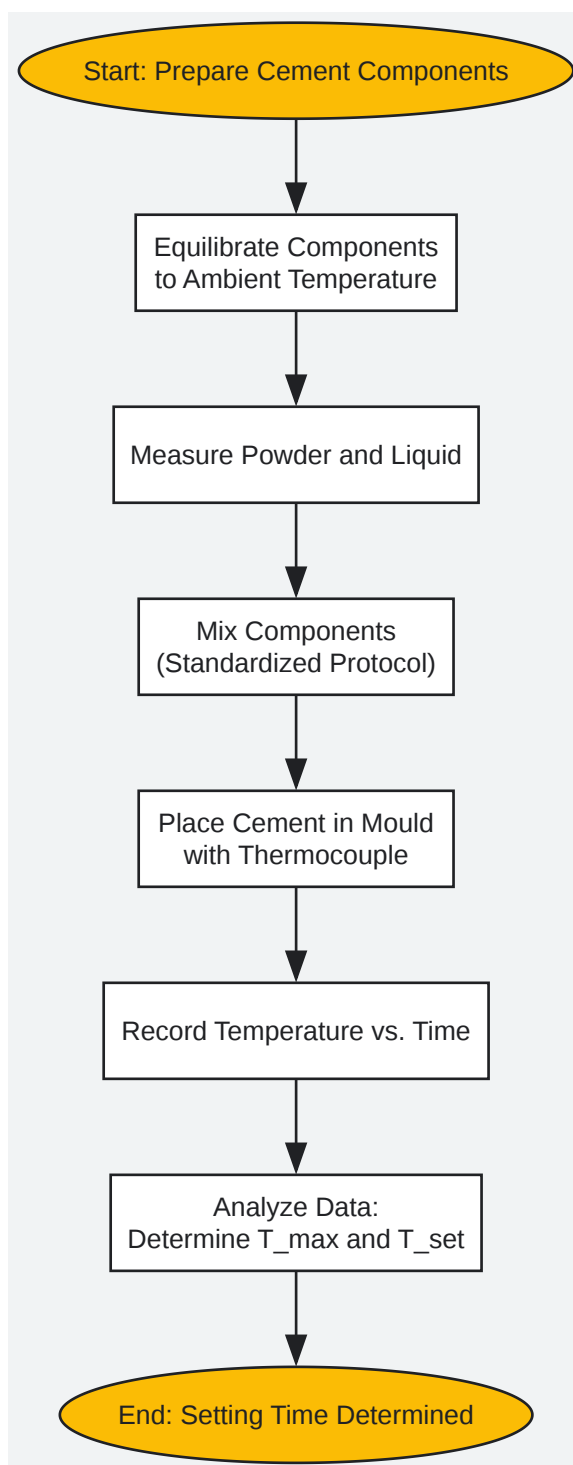 Start: Prepare Cement Components
Equilibrate Components
to Ambient Temperature
Measure Powder and Liquid
Mix Components
(Standardized Protocol)
Place Cement in Mould
with Thermocouple
Record Temperature vs. Time
Analyze Data:
Determine T_max and T_set
End: Setting Time Determined